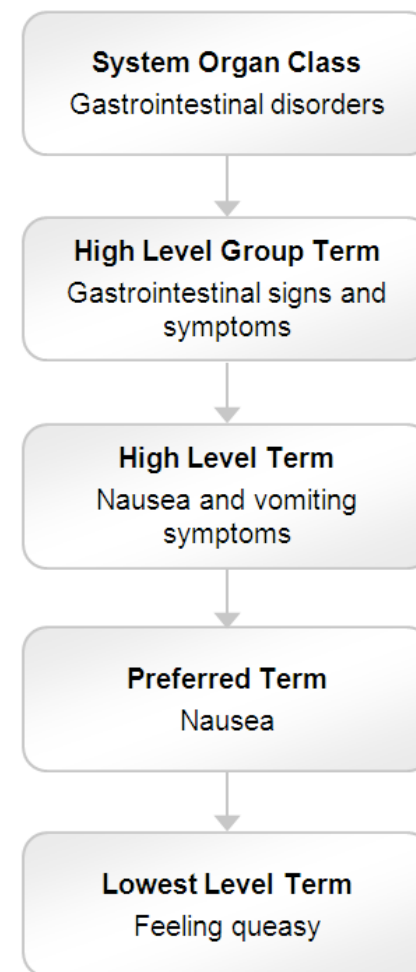 System Organ Class
Gastrointestinal disorders
High Level Group Term
Gastrointestinal signs and
symptoms
High Level Term
Nausea and vomiting
symptoms
Preferred Term
Nausea
Lowest Level Term
Feeling queasy